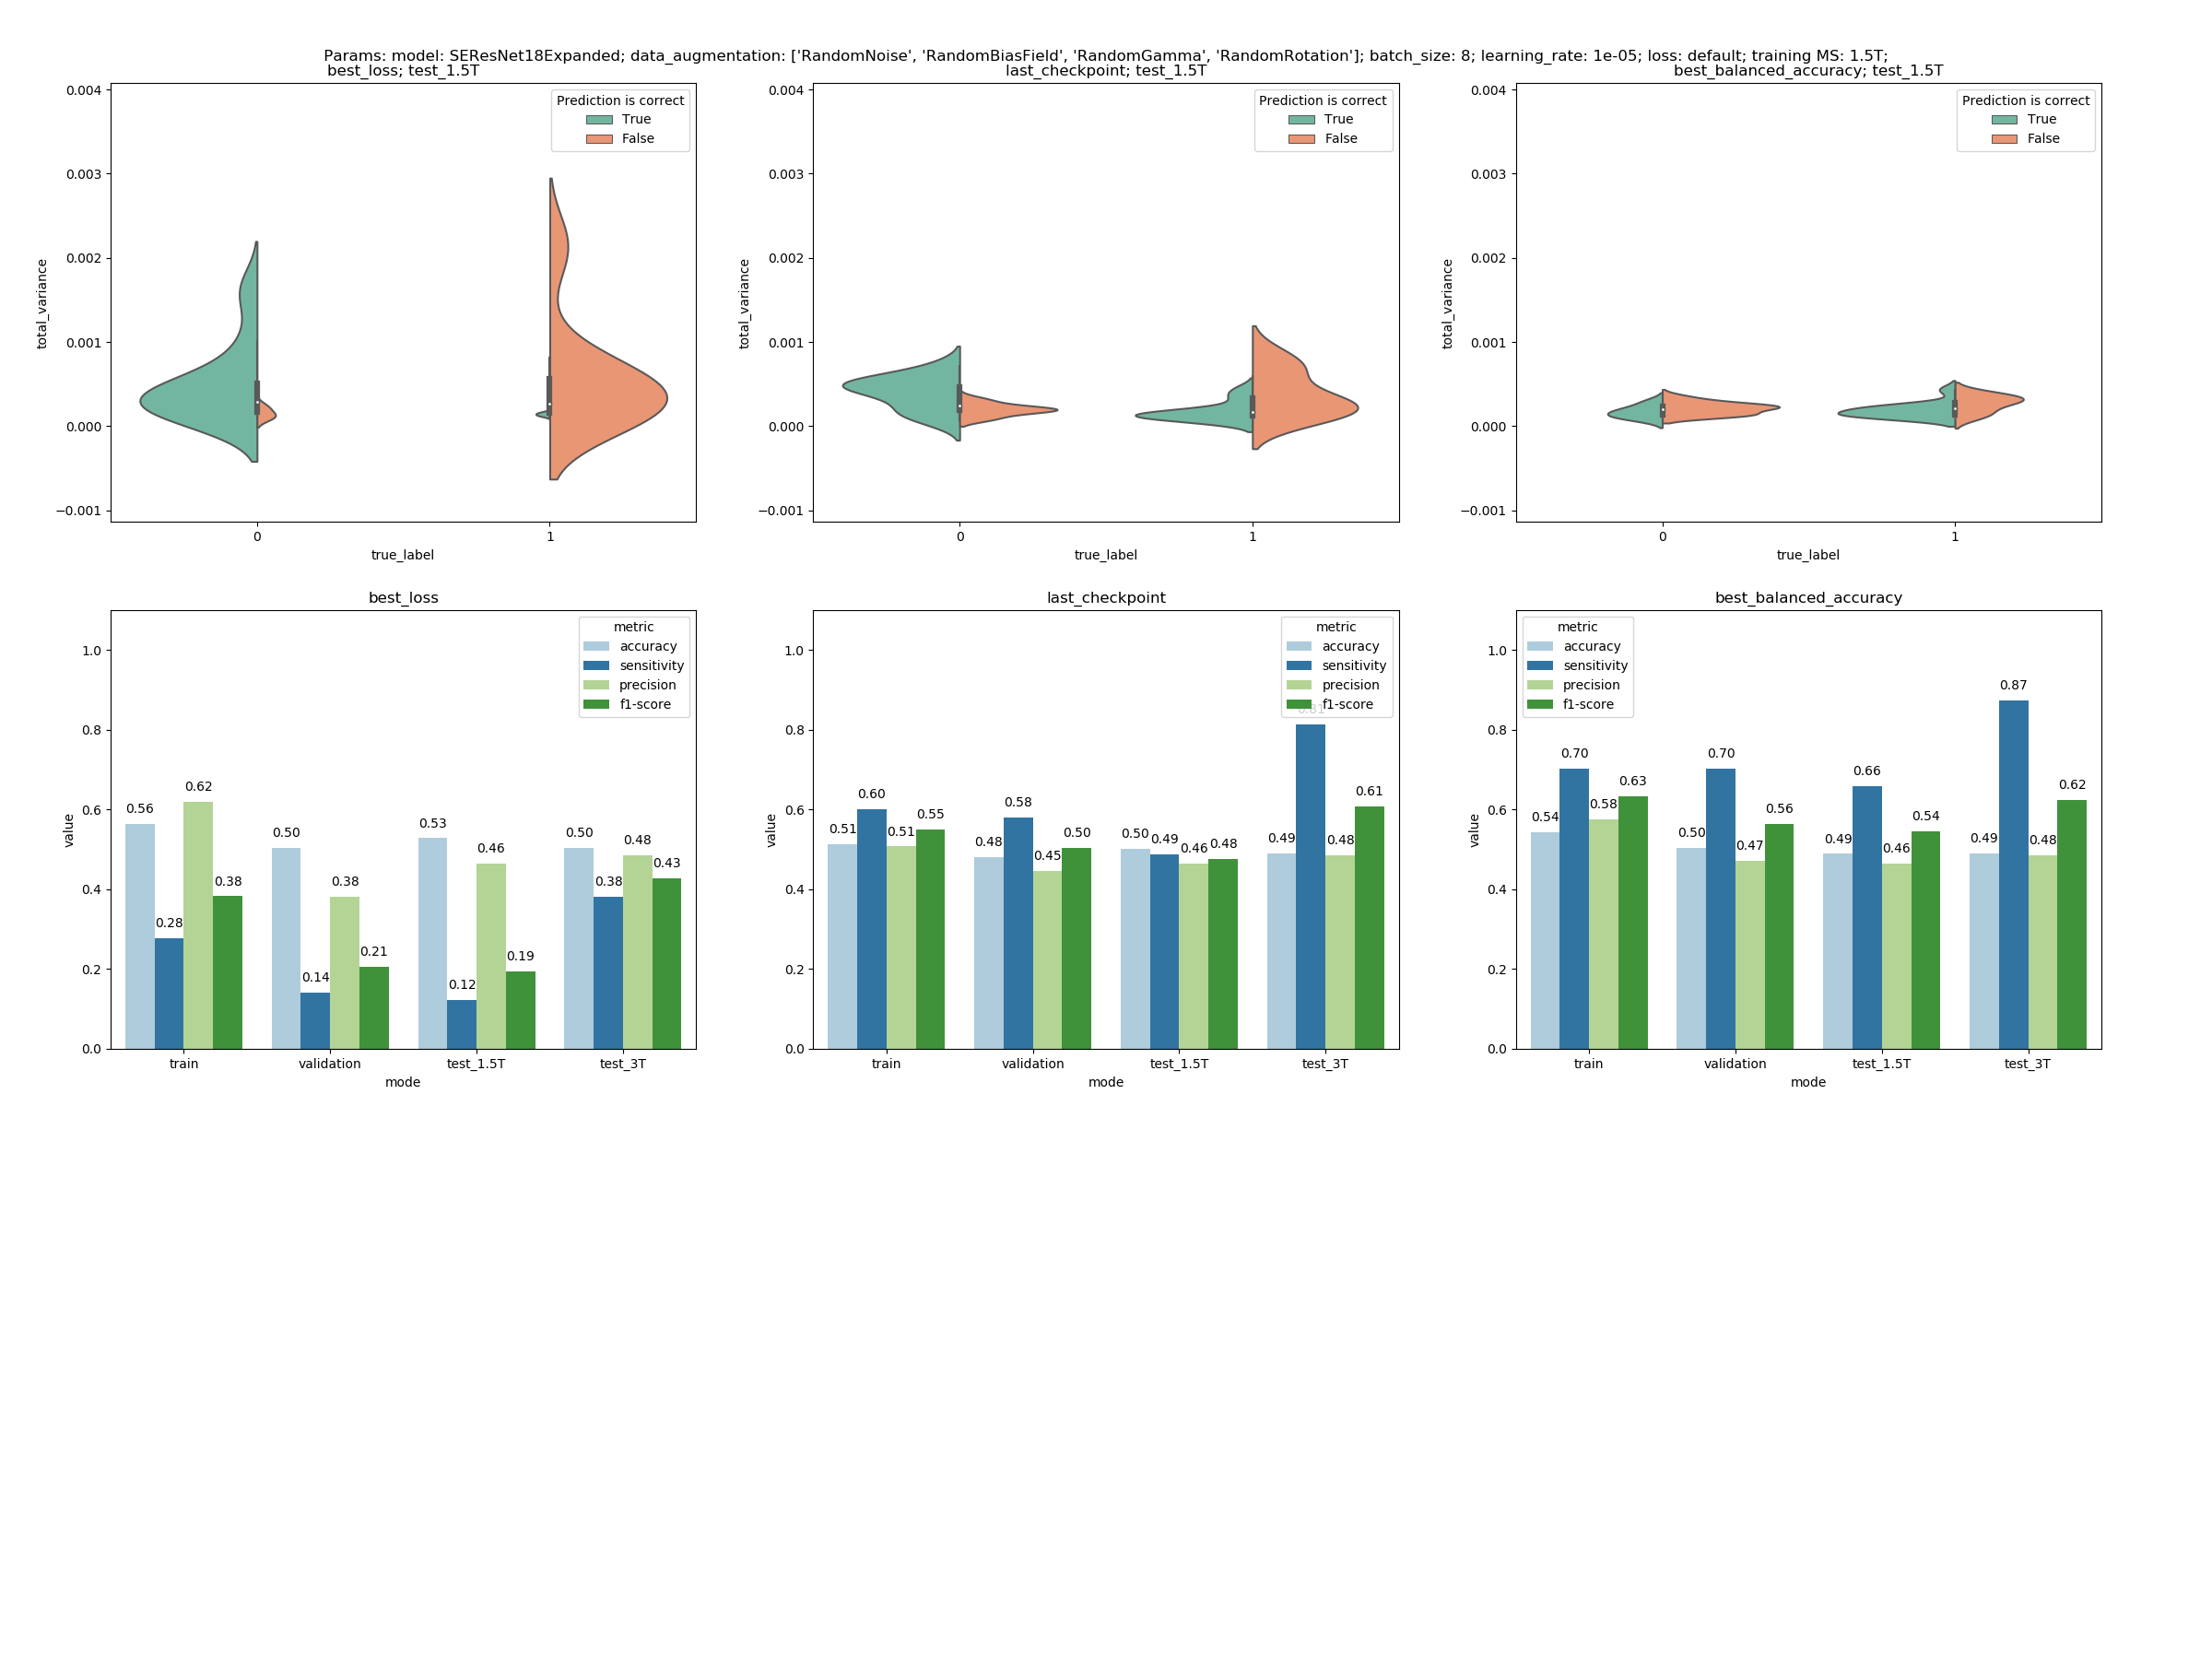 Params: model: SEResNet18Expanded; data_augmentation: ['RandomNoise', 'RandomBiasField', 'RandomGamma', 'RandomRotation']; batch_size: 8; learning_rate: 1e-05; loss: default; training MS: 1.5T;
best_loss; test_1.5T
0.004
0.003
0.002
0.001
0.000
−0.001
total_variance
Prediction is correct
True
False
0 1
true_label
last_checkpoint; test_1.5T
0.004
0.003
0.002
0.001
0.000
−0.001
total_variance
Prediction is correct
True
False
0 1
true_label
best_balanced_accuracy; test_1.5T
0.004
0.003
0.002
0.001
0.000
−0.001
total_variance
Prediction is correct
True
False
0 1
true_label
best_loss
1.0
0.8
0.6
0.4
0.2
0.0
value
metric
accuracy
sensitivity
precision
f1-score
0.56 0.28 0.62 0.38
0.50 0.14 0.38 0.21
0.53 0.12 0.46 0.19
0.50 0.38 0.48 0.43
train validation test_1.5T test_3T
mode
last_checkpoint
1.0
0.8
0.6
0.4
0.2
0.0
value
metric
accuracy
sensitivity
precision
f1-score
0.51 0.60 0.51 0.55
0.48 0.58 0.45 0.50
0.50 0.49 0.46 0.48
0.49 0.81 0.48 0.61
train validation test_1.5T test_3T
mode
best_balanced_accuracy
1.0
0.8
0.6
0.4
0.2
0.0
value
metric
accuracy
sensitivity
precision
f1-score
0.54 0.70 0.58 0.63
0.50 0.70 0.47 0.56
0.49 0.66 0.46 0.54
0.49 0.87 0.48 0.62
train validation test_1.5T test_3T
mode